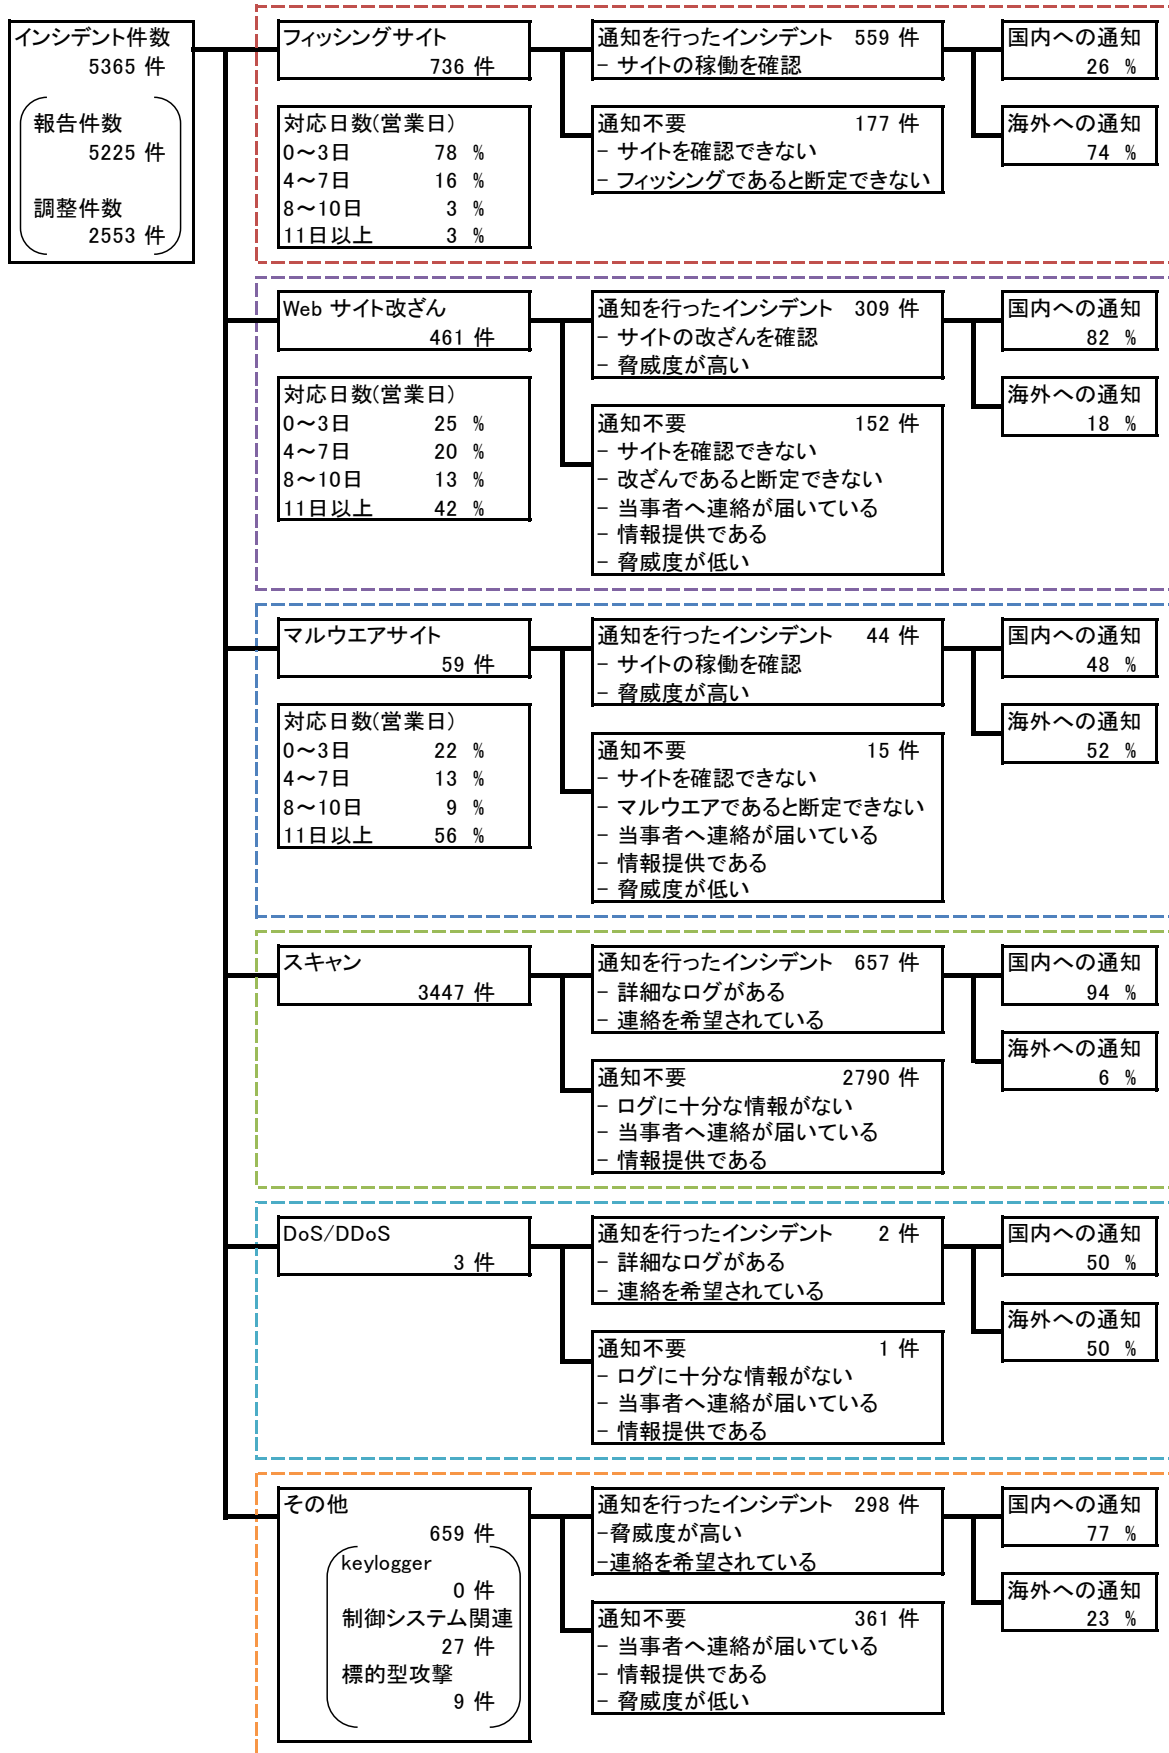 インシデント件数
5365 件
報告件数
5225 件
調整件数
2553 件
フィッシングサイト
736 件
対応日数(営業日)
0～3日 78 %
4～7日 16 %
8～10日 3 %
11日以上 3 %
通知を行ったインシデント 559 件
- サイトの稼働を確認
通知不要 177 件
- サイトを確認できない
- フィッシングであると断定できない
国内への通知
26 %
海外への通知
74 %
Web サイト改ざん
461 件
対応日数(営業日)
0～3日 25 %
4～7日 20 %
8～10日 13 %
11日以上 42 %
通知を行ったインシデント 309 件
- サイトの改ざんを確認
- 脅威度が高い
通知不要 152 件
- サイトを確認できない
- 改ざんであると断定できない
- 当事者へ連絡が届いている
- 情報提供である
- 脅威度が低い
国内への通知
82 %
海外への通知
18 %
マルウエアサイト
59 件
対応日数(営業日)
0～3日 22 %
4～7日 13 %
8～10日 9 %
11日以上 56 %
通知を行ったインシデント 44 件
- サイトの稼働を確認
- 脅威度が高い
通知不要 15 件
- サイトを確認できない
- マルウエアであると断定できない
- 当事者へ連絡が届いている
- 情報提供である
- 脅威度が低い
国内への通知
48 %
海外への通知
52 %
スキャン
3447 件
通知を行ったインシデント 657 件
- 詳細なログがある
- 連絡を希望されている
通知不要 2790 件
- ログに十分な情報がない
- 当事者へ連絡が届いている
- 情報提供である
国内への通知
94 %
海外への通知
6 %
DoS/DDoS
3 件
通知を行ったインシデント 2 件
- 詳細なログがある
- 連絡を希望されている
通知不要 1 件
- ログに十分な情報がない
- 当事者へ連絡が届いている
- 情報提供である
国内への通知
50 %
海外への通知
50 %
その他
659 件
keylogger
0 件
制御システム関連
27 件
標的型攻撃
9 件
通知を行ったインシデント 298 件
-脅威度が高い
-連絡を希望されている
通知不要 361 件
- 当事者へ連絡が届いている
- 情報提供である
- 脅威度が低い
国内への通知
77 %
海外への通知
23 %